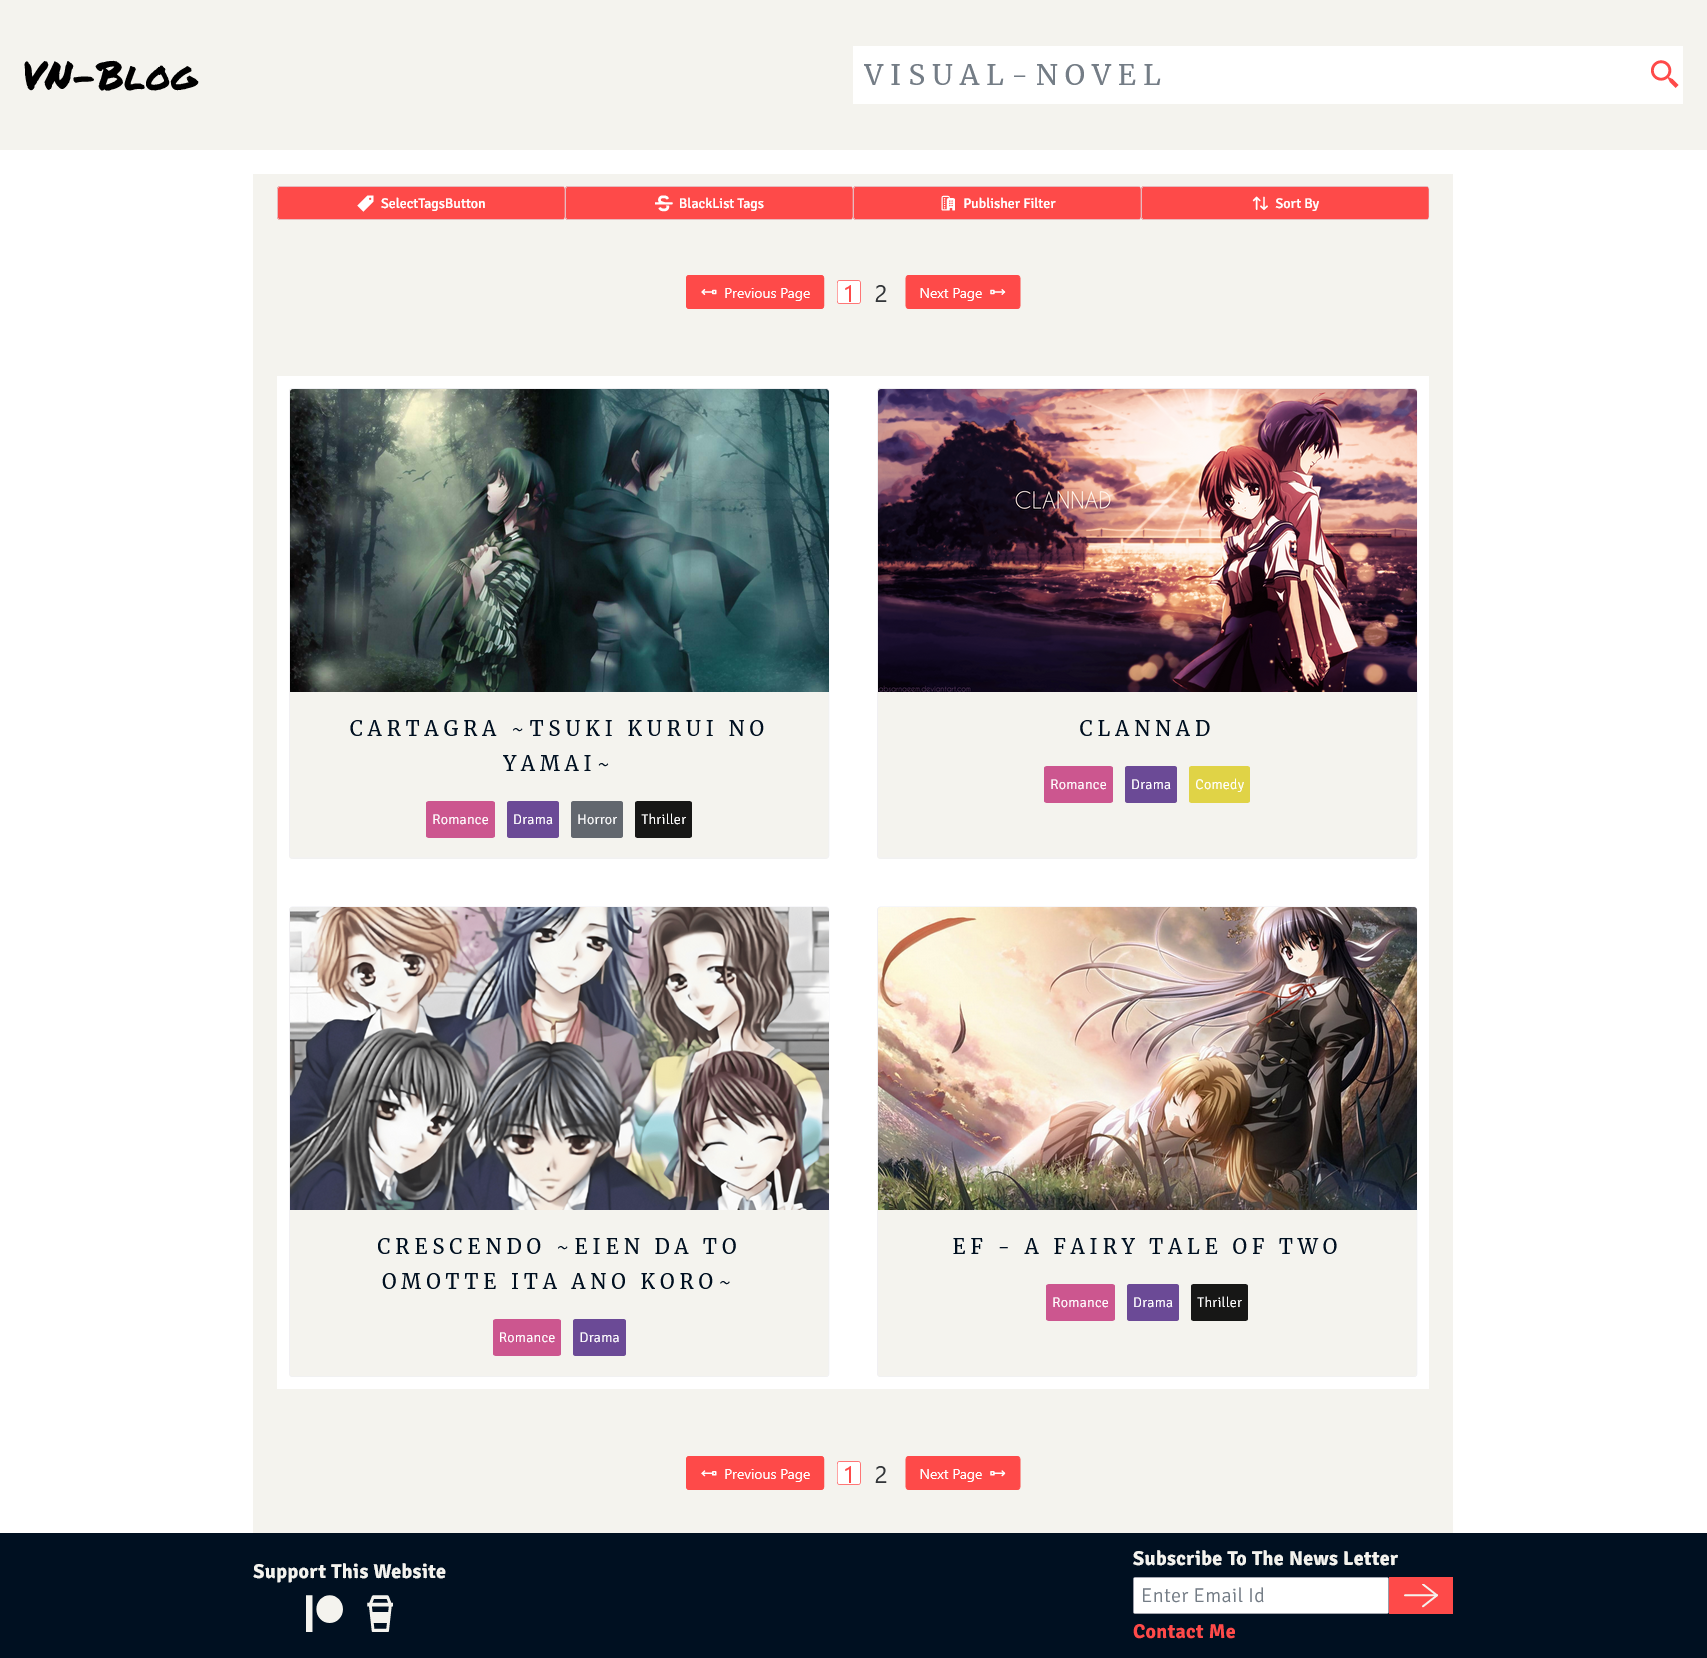 VN-Blog
VISUAL-NOVEL
SelectTagsButton
BlackList Tags
Publisher Filter
Sort By
Previous Page
1
2
Next Page
CLANNAD
CARTAGRA ~TSUKI KURUI NO
YAMAI~
Romance
Drama
Horror
Thriller
CLANNAD
Romance
Drama
Comedy
CRESCENDO ~EIEN DA TO
OMOTTE ITA ANO KORO~
Romance
Drama
EF - A FAIRY TALE OF TWO
Romance
Drama
Thriller
Previous Page
1
2
Next Page
Support This Website
Subscribe To The News Letter
Enter Email Id
Contact Me